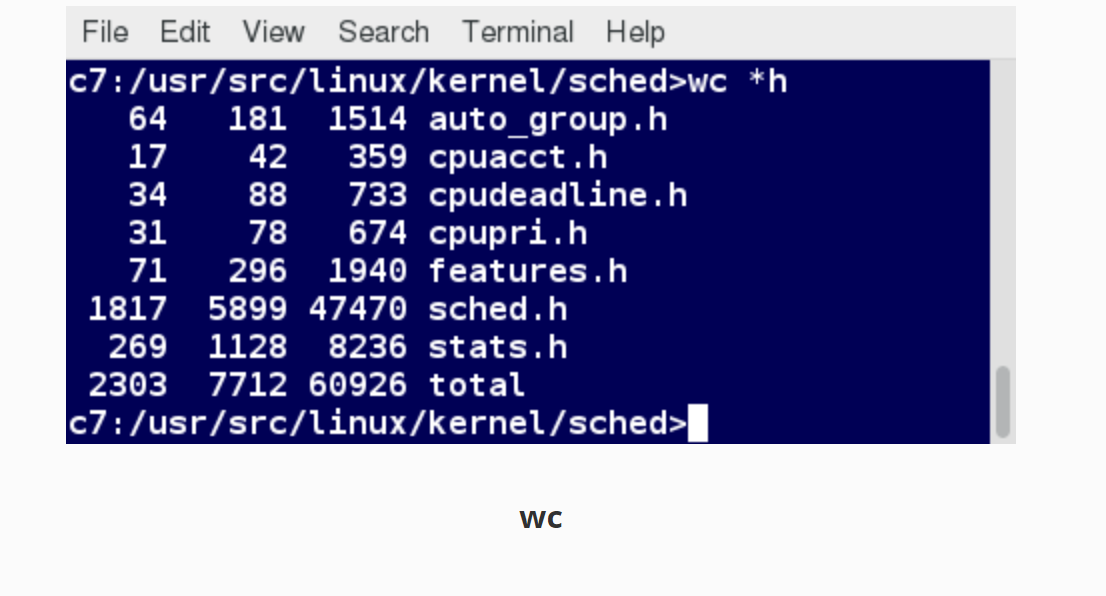 File Edit View Search Terminal Help
c7:/usr/src/linux/kernel/sched>wc *h
64 181 1514 auto_group.h
17 42 359 cpuacct.h
34 88 733 cpudeadline.h
31 78 674 cpupri.h
71 296 1940 features.h
1817 5899 47470 sched.h
269 1128 8236 stats.h
2303 7712 60926 total
c7:/usr/src/linux/kernel/sched>
wc